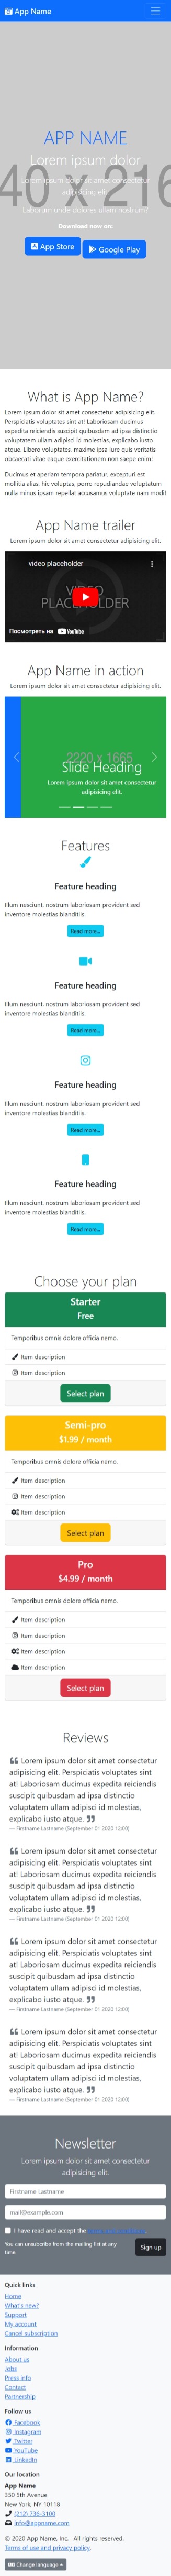 App Name
APP NAME
Lorem ipsum dolor
Lorem ipsum dolor sit amet consectetur
adipisicing elit.
Laborum unde dolores ullam nostrum?
Download now on:
App Store
Google Play
What is App Name?
Lorem ipsum dolor sit amet consectetur adipisicing elit.
Perspiciatis voluptates sint at! Laboriosam ducimus
expedita reiciendis suscipit quibusdam ad ipsa distinctio
voluptatem ullam adipisci id molestias, explicabo iusto
atque. Libero voluptates, maxime ipsa iure quis veritatis
obcaecati vitae eaque exercitationem non saepe enim!
Ducimus et aperiam tempora pariatur, excepturi est
mollitia alias, hic voluptas, porro repudiandae voluptatum
nulla minus ipsam repellat accusamus voluptate nam modi!
App Name trailer
Lorem ipsum dolor sit amet consectetur adipisicing elit.
video placeholder
VIDEO
PLACEHOLDER
Посмотреть на YouTube
App Name in action
Lorem ipsum dolor sit amet consectetur adipisicing elit.
2220 x 1665
Slide Heading
Lorem ipsum dolor sit amet consectetur
adipisicing elit.
Features
Feature heading
Illum nesciunt, nostrum laboriosam provident sed
inventore molestias blanditiis.
Read more...
Feature heading
Illum nesciunt, nostrum laboriosam provident sed
inventore molestias blanditiis.
Read more...
Feature heading
Illum nesciunt, nostrum laboriosam provident sed
inventore molestias blanditiis.
Read more...
Feature heading
Illum nesciunt, nostrum laboriosam provident sed
inventore molestias blanditiis.
Read more...
Choose your plan
Starter
Free
Temporibus omnis dolore officia nemo.
Item description
Item description
Select plan
Semi-pro
$1.99 / month
Temporibus omnis dolore officia nemo.
Item description
Item description
Item description
Select plan
Pro
$4.99 / month
Temporibus omnis dolore officia nemo.
Item description
Item description
Item description
Item description
Select plan
Reviews
Lorem ipsum dolor sit amet consectetur
adipisicing elit. Perspiciatis voluptates sint
at! Laboriosam ducimus expedita reiciendis
suscipit quibusdam ad ipsa distinctio
voluptatem ullam adipisci id molestias,
explicabo iusto atque.
— Firstname Lastname (September 01 2020 12:00)
Lorem ipsum dolor sit amet consectetur
adipisicing elit. Perspiciatis voluptates sint
at! Laboriosam ducimus expedita reiciendis
suscipit quibusdam ad ipsa distinctio
voluptatem ullam adipisci id molestias,
explicabo iusto atque.
— Firstname Lastname (September 01 2020 12:00)
Lorem ipsum dolor sit amet consectetur
adipisicing elit. Perspiciatis voluptates sint
at! Laboriosam ducimus expedita reiciendis
suscipit quibusdam ad ipsa distinctio
voluptatem ullam adipisci id molestias,
explicabo iusto atque.
— Firstname Lastname (September 01 2020 12:00)
Lorem ipsum dolor sit amet consectetur
adipisicing elit. Perspiciatis voluptates sint
at! Laboriosam ducimus expedita reiciendis
suscipit quibusdam ad ipsa distinctio
voluptatem ullam adipisci id molestias,
explicabo iusto atque.
— Firstname Lastname (September 01 2020 12:00)
Newsletter
Lorem ipsum dolor sit amet consectetur
adipisicing elit.
Firstname Lastname
mail@example.com
I have read and accept the
You can unsubscribe from the mailing list at any
time.
Sign up
Quick links
Home
What's new?
Support
My account
Cancel subscription
Information
About us
Jobs
Press info
Contact
Partnership
Follow us
Facebook
Instagram
Twitter
YouTube
LinkedIn
Our location
App Name
350 5th Avenue
New York, NY 10118
(212) 736-3100
info@appname.com
© 2020 App Name, Inc. All rights reserved.
Terms of use and privacy policy.
Change language